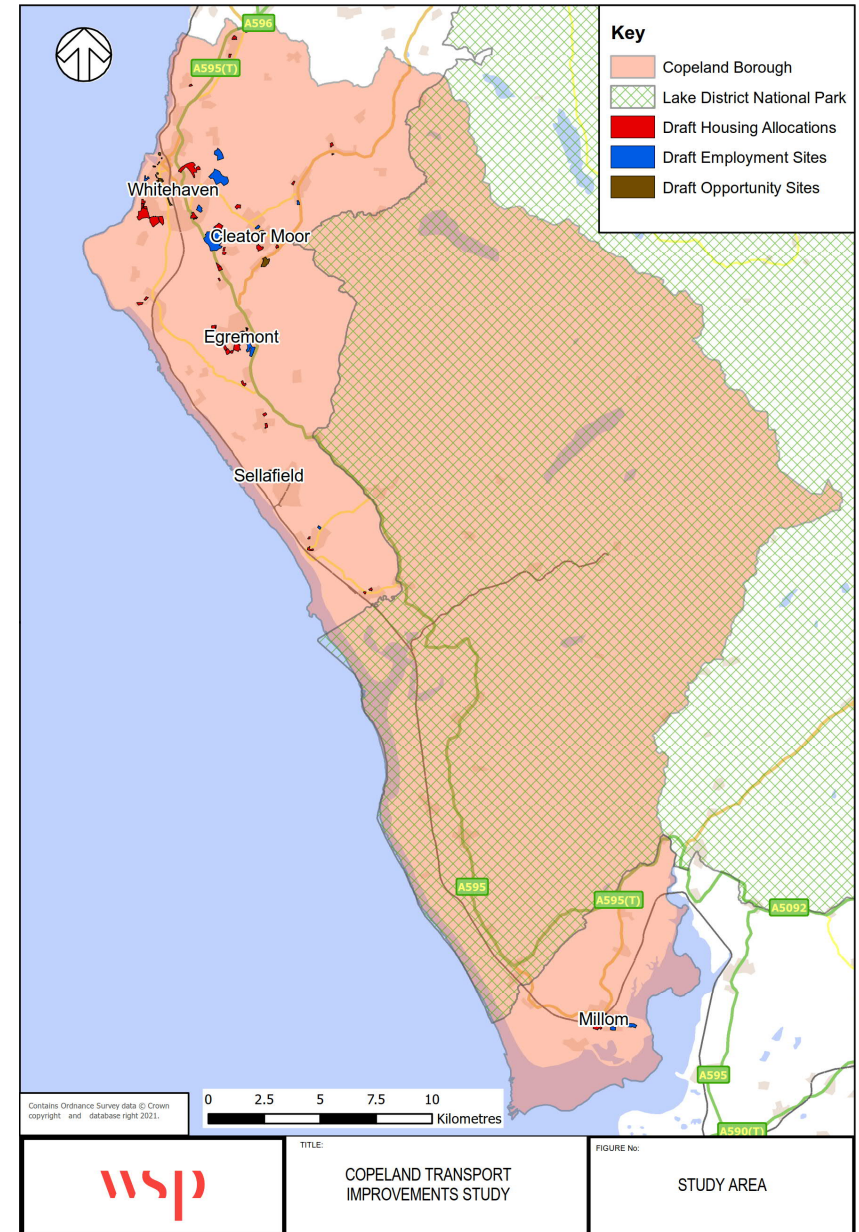 A596
A595(T)
Key
Copeland Borough
Lake District National Park
Draft Housing Allocations
Draft Employment Sites
Draft Opportunity Sites
Whitehaven
Cleator Moor
Egremont
Sellafield
A595
A595(T)
A5092
Millom
A595
A590(T)
Contains Ordnance Survey data © Crown
copyright and database right 2021.
0 2.5 5 7.5 10
Kilometres
wsp
TITLE:
COPELAND TRANSPORT
IMPROVEMENTS STUDY
FIGURE No:
STUDY AREA